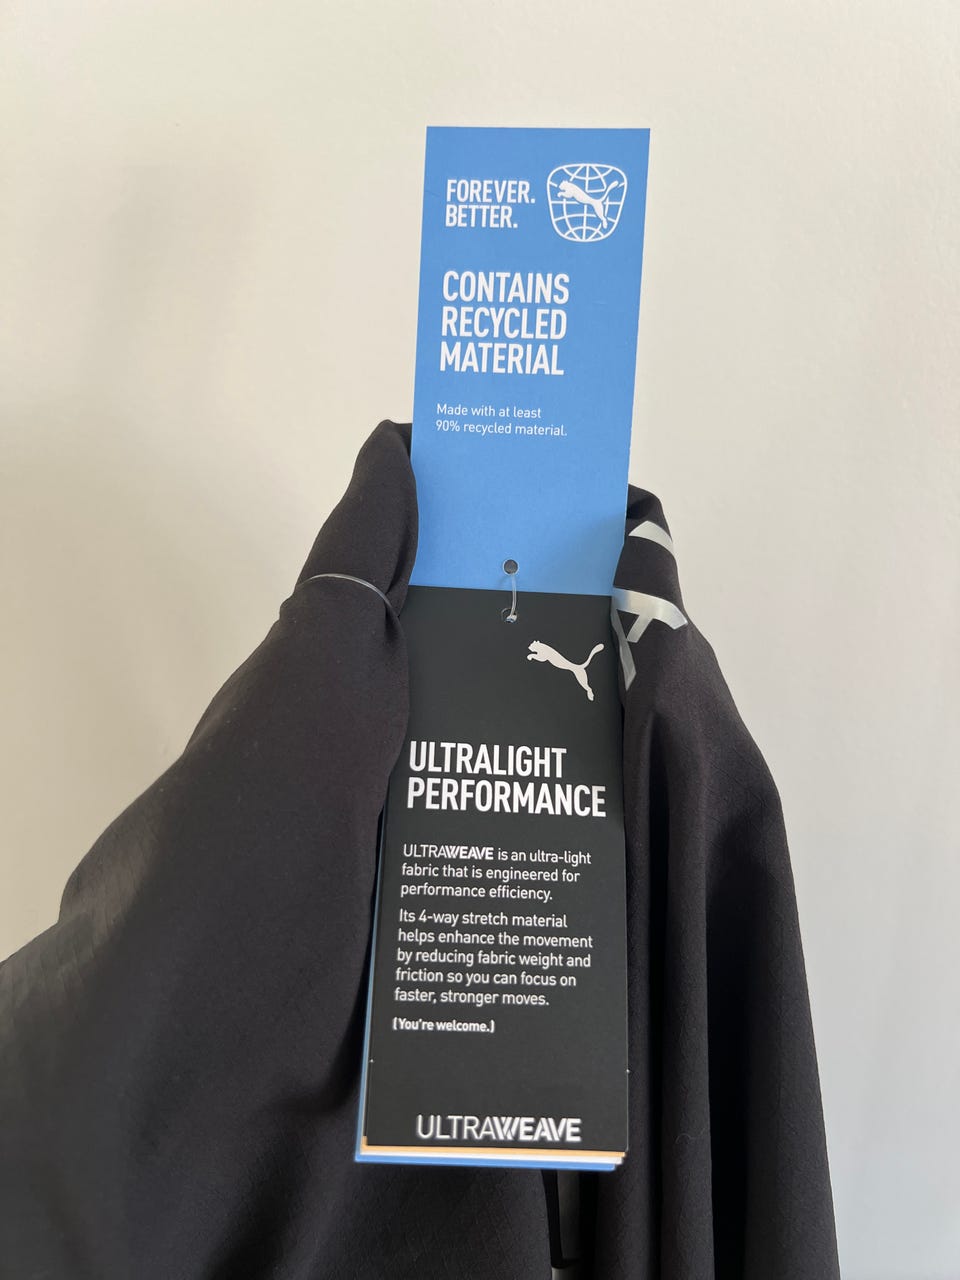 FOREVER.
BETTER.
CONTAINS
RECYCLED
MATERIAL
Made with at least
90% recycled material.
ULTRALIGHT
PERFORMANCE
ULTRAWEAVE is an ultra-light
fabric that is engineered for
performance efficiency.
Its 4-way stretch material
helps enhance the movement
by reducing fabric weight and
friction so you can focus on
faster, stronger moves.
(You're welcome.)
ULTRAWEAVE